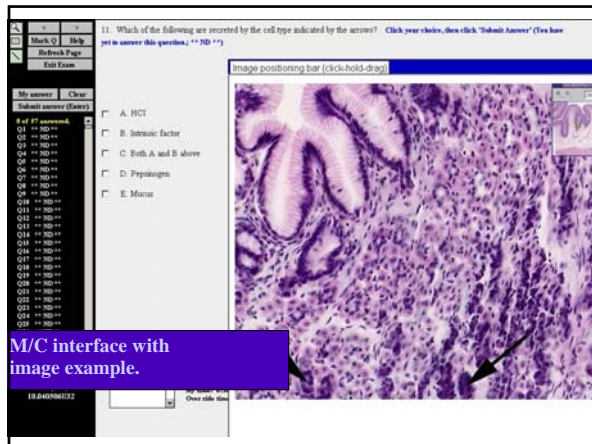 < >
Mark Q Help
Refresh Page
Exit Exam
My answer Clear
Submit answer (Enter)
0 of 57 answered.
Q1 ** ND **
Q2 ** ND **
Q3 ** ND **
Q4 ** ND **
Q5 ** ND **
Q6 ** ND **
Q7 ** ND **
Q8 ** ND **
Q9 ** ND **
Q10 ** ND **
Q11 ** ND **
Q12 ** ND **
Q13 ** ND **
Q14 ** ND **
Q15 ** ND **
Q16 ** ND **
Q17 ** ND **
Q18 ** ND **
Q19 ** ND **
Q20 ** ND **
Q21 ** ND **
Q22 ** ND **
Q23 ** ND **
Q24 ** ND **
Q25 ** ND **
11. Which of the following are secreted by the cell type indicated by the arrows? Click your choice, then click "Submit Answer" (You have
yet to answer this question.; ** ND **)
Image positioning bar (click-hold-drag)
A. HCl
B. Intrinsic factor
C. Both A and B above
D. Pepsinogen
E. Mucus
M/C interface with
image example.
Over ride time
10.040506U32